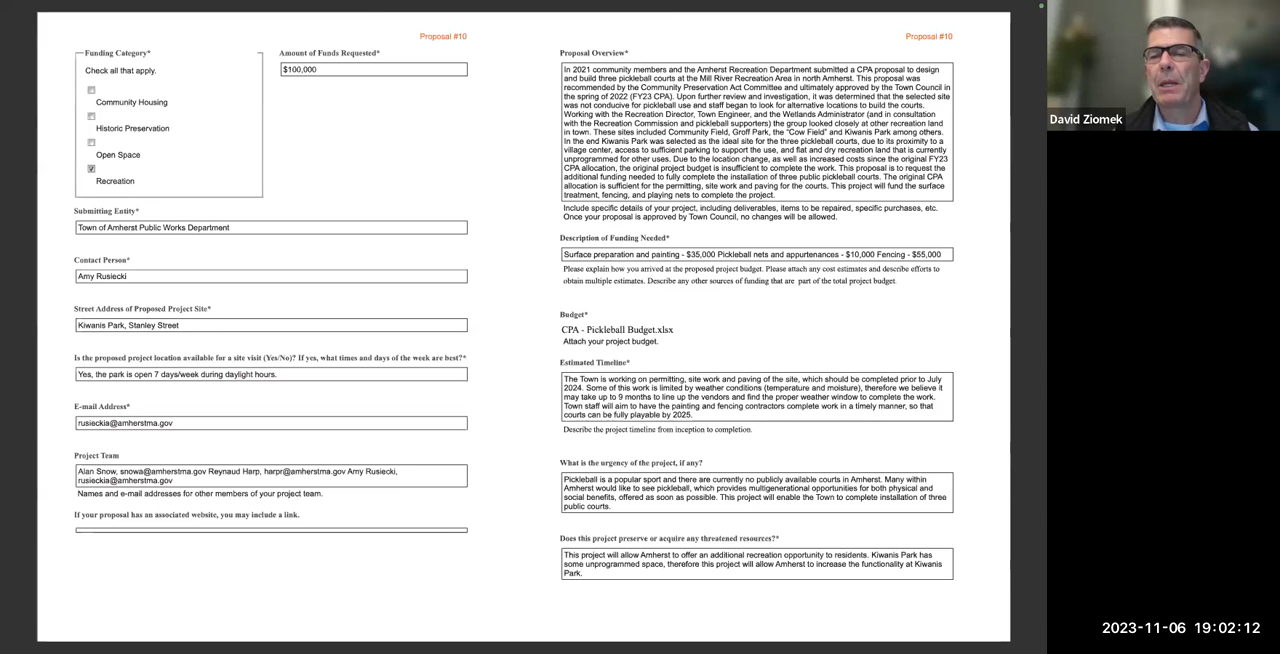 Proposal #10
Funding Category*
Check all that apply.
Community Housing
Historic Preservation
Open Space
Recreation
Amount of Funds Requested*
$100,000
Submitting Entity*
Town of Amherst Public Works Department
Contact Person*
Amy Rusiecki
Street Address of Proposed Project Site*
Kiwanis Park, Stanley Street
Is the proposed project location available for a site visit (Yes/No)? If yes, what times and days of the week are best?*
Yes, the park is open 7 days/week during daylight hours.
E-mail Address*
rusieckia@amherstma.gov
Project Team
Alan Snow, snowa@amherstma.gov Reynaud Harp, harpr@amherstma.gov Amy Rusiecki,
rusieckia@amherstma.gov
Names and e-mail addresses for other members of your project team.
If your proposal has an associated website, you may include a link.
Proposal #10
Proposal Overview*
In 2021 community members and the Amherst Recreation Department submitted a CPA proposal to design
and build three pickleball courts at the Mill River Recreation Area in north Amherst. This proposal was
recommended by the Community Preservation Act Committee and ultimately approved by the Town Council in
the spring of 2022 (FY23 CPA). Upon further review and investigation, it was determined that the selected site
was not conducive for pickleball use and staff began to look for alternative locations to build the courts.
Working with the Recreation Director, Town Engineer, and the Wetlands Administrator (and in consultation
with the Recreation Commission and pickleball supporters) the group looked closely at other recreation land
in town. These sites included Community Field, Groff Park, the "Cow Field" and Kiwanis Park among others.
In the end Kiwanis Park was selected as the ideal site for the three pickleball courts, due to its proximity to a
village center, access to sufficient parking to support the use, and flat and dry recreation land that is currently
unprogrammed for other uses. Due to the location change, as well as increased costs since the original FY23
CPA allocation, the original project budget is insufficient to complete the work. This proposal is to request the
additional funding needed to fully complete the installation of three public pickleball courts. The original CPA
allocation is sufficient for the permitting, site work and paving for the courts. This project will fund the surface
treatment, fencing, and playing nets to complete the project.
Include specific details of your project, including deliverables, items to be repaired, specific purchases, etc.
Once your proposal is approved by Town Council, no changes will be allowed.
Description of Funding Needed*
Surface preparation and painting - $35,000 Pickleball nets and appurtenances - $10,000 Fencing - $55,000
Please explain how you arrived at the proposed project budget. Please attach any cost estimates and describe efforts to
obtain multiple estimates. Describe any other sources of funding that are part of the total project budget.
Budget*
CPA - Pickleball Budget.xlsx
Attach your project budget.
Estimated Timeline*
The Town is working on permitting, site work and paving of the site, which should be completed prior to July
2024. Some of this work is limited by weather conditions (temperature and moisture), therefore we believe it
may take up to 9 months to line up the vendors and find the proper weather window to complete the work.
Town staff will aim to have the painting and fencing contractors complete work in a timely manner, so that
courts can be fully playable by 2025.
Describe the project timeline from inception to completion.
What is the urgency of the project, if any?
Pickleball is a popular sport and there are currently no publicly available courts in Amherst. Many within
Amherst would like to see pickleball, which provides multigenerational opportunities for both physical and
social benefits, offered as soon as possible. This project will enable the Town to complete installation of three
public courts.
Does this project preserve or acquire any threatened resources?*
This project will allow Amherst to offer an additional recreation opportunity to residents. Kiwanis Park has
some unprogrammed space, therefore this project will allow Amherst to increase the functionality at Kiwanis
Park.
David Ziomek
2023-11-06 19:02:12